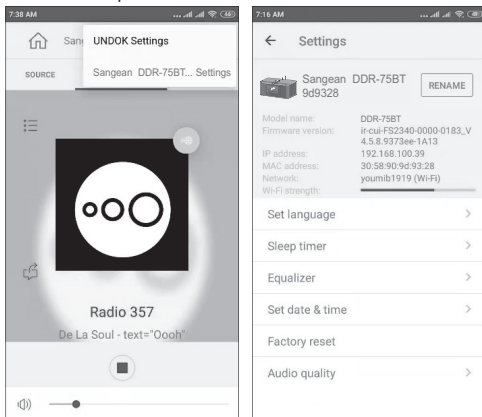 7:38 AM
San
UNDOK Settings
Sangean DDR-75BT... Settings
SOURCE
Radio 357
De La Soul - text="Oooh"
7:16 AM
Settings
Sangean DDR-75BT
9d9328
RENAME
Model name: DDR-75BT
Firmware version: ir-cui-FS2340-0000-0183_V
4.5.8.9373ee-1A13
IP address: 192.168.100.39
MAC address: 30:58:90:9d:93:28
Network: youmib1919 (Wi-Fi)
Wi-Fi strength:
Set language
Sleep timer
Equalizer
Set date & time
Factory reset
Audio quality